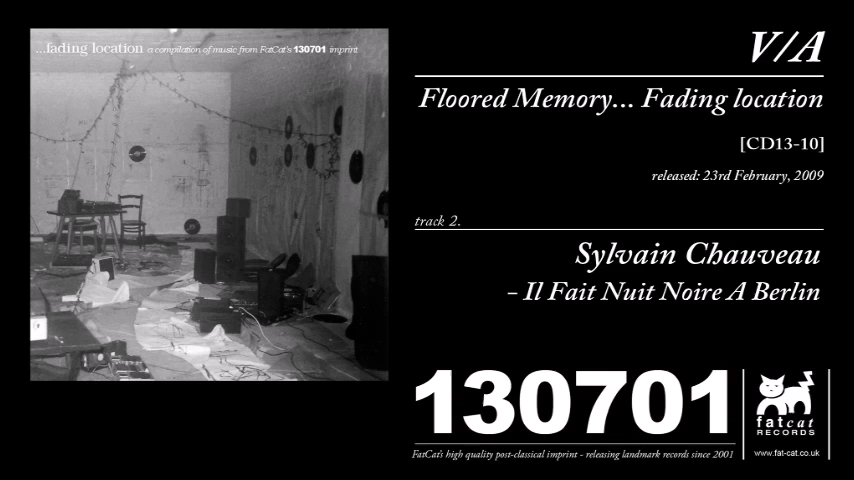 ...fading location a compilation of music from FatCat's 130701 imprint
V/A
Floored Memory... Fading location
[CD13-10]
released: 23rd February, 2009
track 2.
Sylvain Chauveau
- Il Fait Nuit Noire A Berlin
130701
fatcat
RECORDS
FatCat's high quality post-classical imprint - releasing landmark records since 2001
www.fat-cat.co.uk